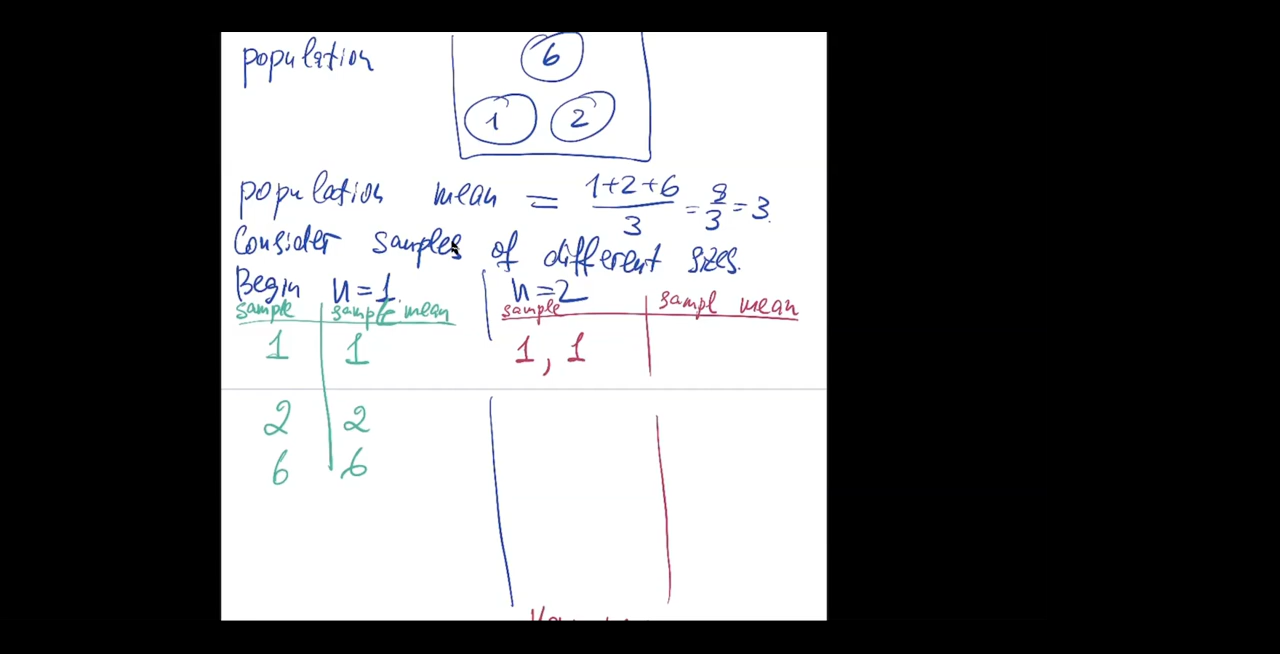 population
6
1 2
population mean = 1+2+6/3 = 9/3 = 3.
Consider samples of different sizes.
Begin n=1. n=2
sample sample mean sample sampl mean
1 1 1, 1
2 2
6 6